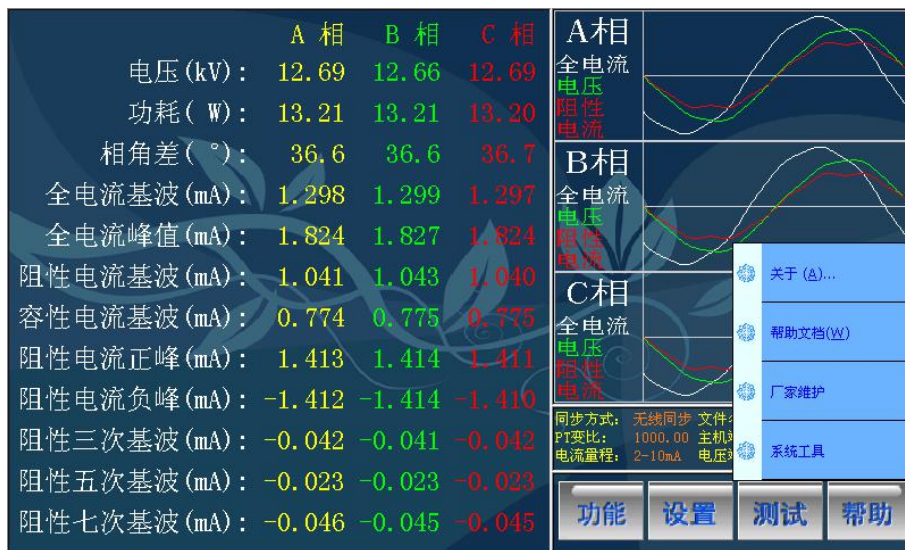 A 相 B 相 C 相
电压(kV): 12.69 12.66 12.69
功耗( W): 13.21 13.21 13.20
相角差( °): 36.6 36.6 36.7
全电流基波(mA): 1.298 1.299 1.297
全电流峰值(mA): 1.824 1.827 1.824
阻性电流基波(mA): 1.041 1.043 1.040
容性电流基波(mA): 0.774 0.775 0.775
阻性电流正峰(mA): 1.413 1.414 1.411
阻性电流负峰(mA): -1.412 -1.414 -1.410
阻性三次基波(mA): -0.042 -0.041 -0.042
阻性五次基波(mA): -0.023 -0.023 -0.023
阻性七次基波(mA): -0.046 -0.045 -0.045
A相
全电流
电压
阻性
电流
B相
全电流
电压
阻性
电流
C相
全电流
电压
阻性
电流
同步方式: 无线同步 文件
PT变比: 1000.00 主机
电流量程: 2-10mA 电压
关于 (A)...
帮助文档(W)
厂家维护
系统工具
功能 设置 测试 帮助